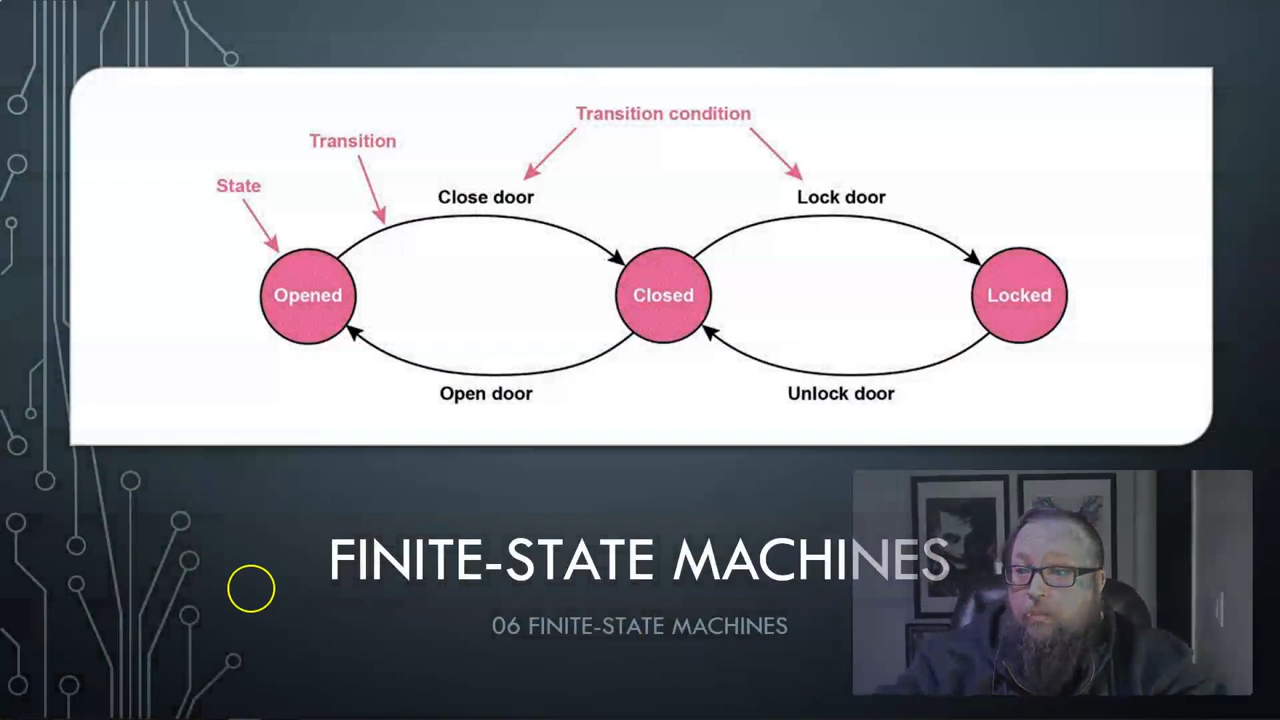 Transition condition
Transition
State
Close door
Lock door
Opened
Closed
Locked
Open door
Unlock door
FINITE-STATE MACHINES
06 FINITE-STATE MACHINES